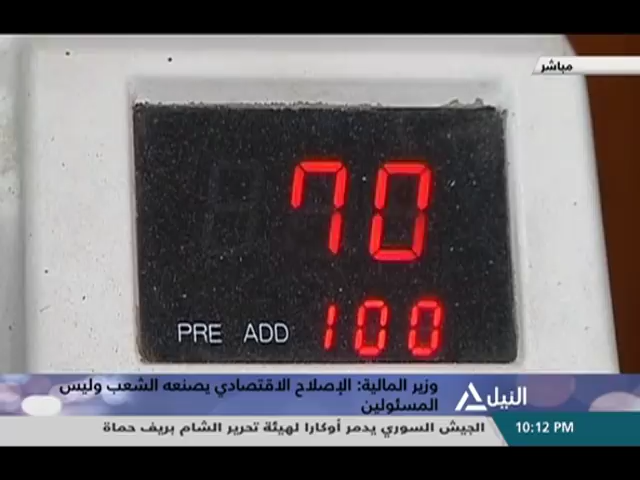 مباشر
70
PRE ADD 100
النيل
وزير المالية: الإصلاح الاقتصادي يصنعه الشعب وليس
المسئولين
الجيش السوري يدمر أوكارا لهيئة تحرير الشام بريف حماة
10:12 PM